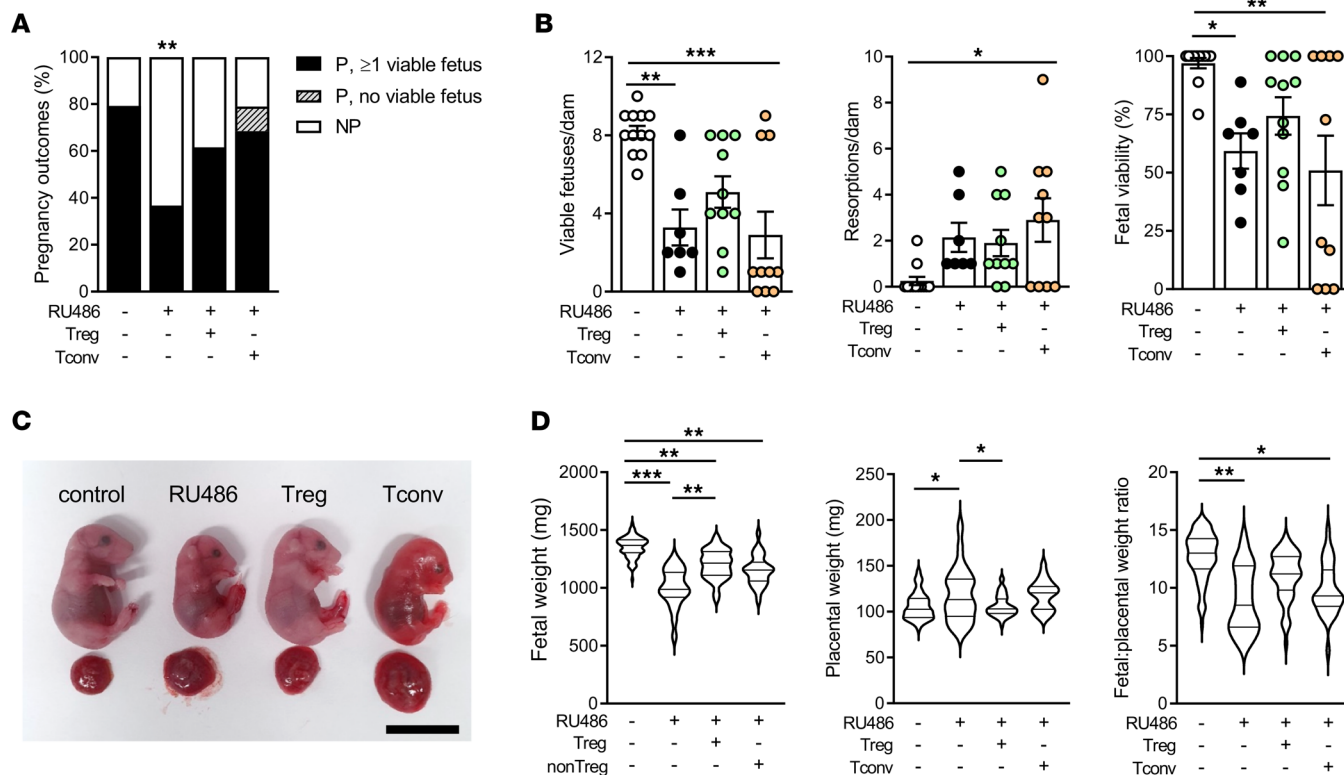 A
Pregnancy outcomes (%)
100
80
60
40
20
0
**
P, ≥1 viable fetus
P, no viable fetus
NP
RU486 - + + +
Treg - - + -
Tconv - - - +
B
Viable fetuses/dam
12
8
4
0
***
**
RU486 - + + +
Treg - - + -
Tconv - - - +
Resorptions/dam
10
8
6
4
2
0
*
RU486 - + + +
Treg - - + -
Tconv - - - +
Fetal viability (%)
100
75
50
25
0
**
*
RU486 - + + +
Treg - - + -
Tconv - - - +
C
control RU486 Treg Tconv
D
Fetal weight (mg)
2000
1500
1000
500
0
**
**
***
**
RU486 - + + +
Treg - - + -
nonTreg - - - +
Placental weight (mg)
250
200
150
100
50
0
*
*
RU486 - + + +
Treg - - + -
Tconv - - - +
Fetal:placental weight ratio
20
15
10
5
0
*
**
RU486 - + + +
Treg - - + -
Tconv - - - +